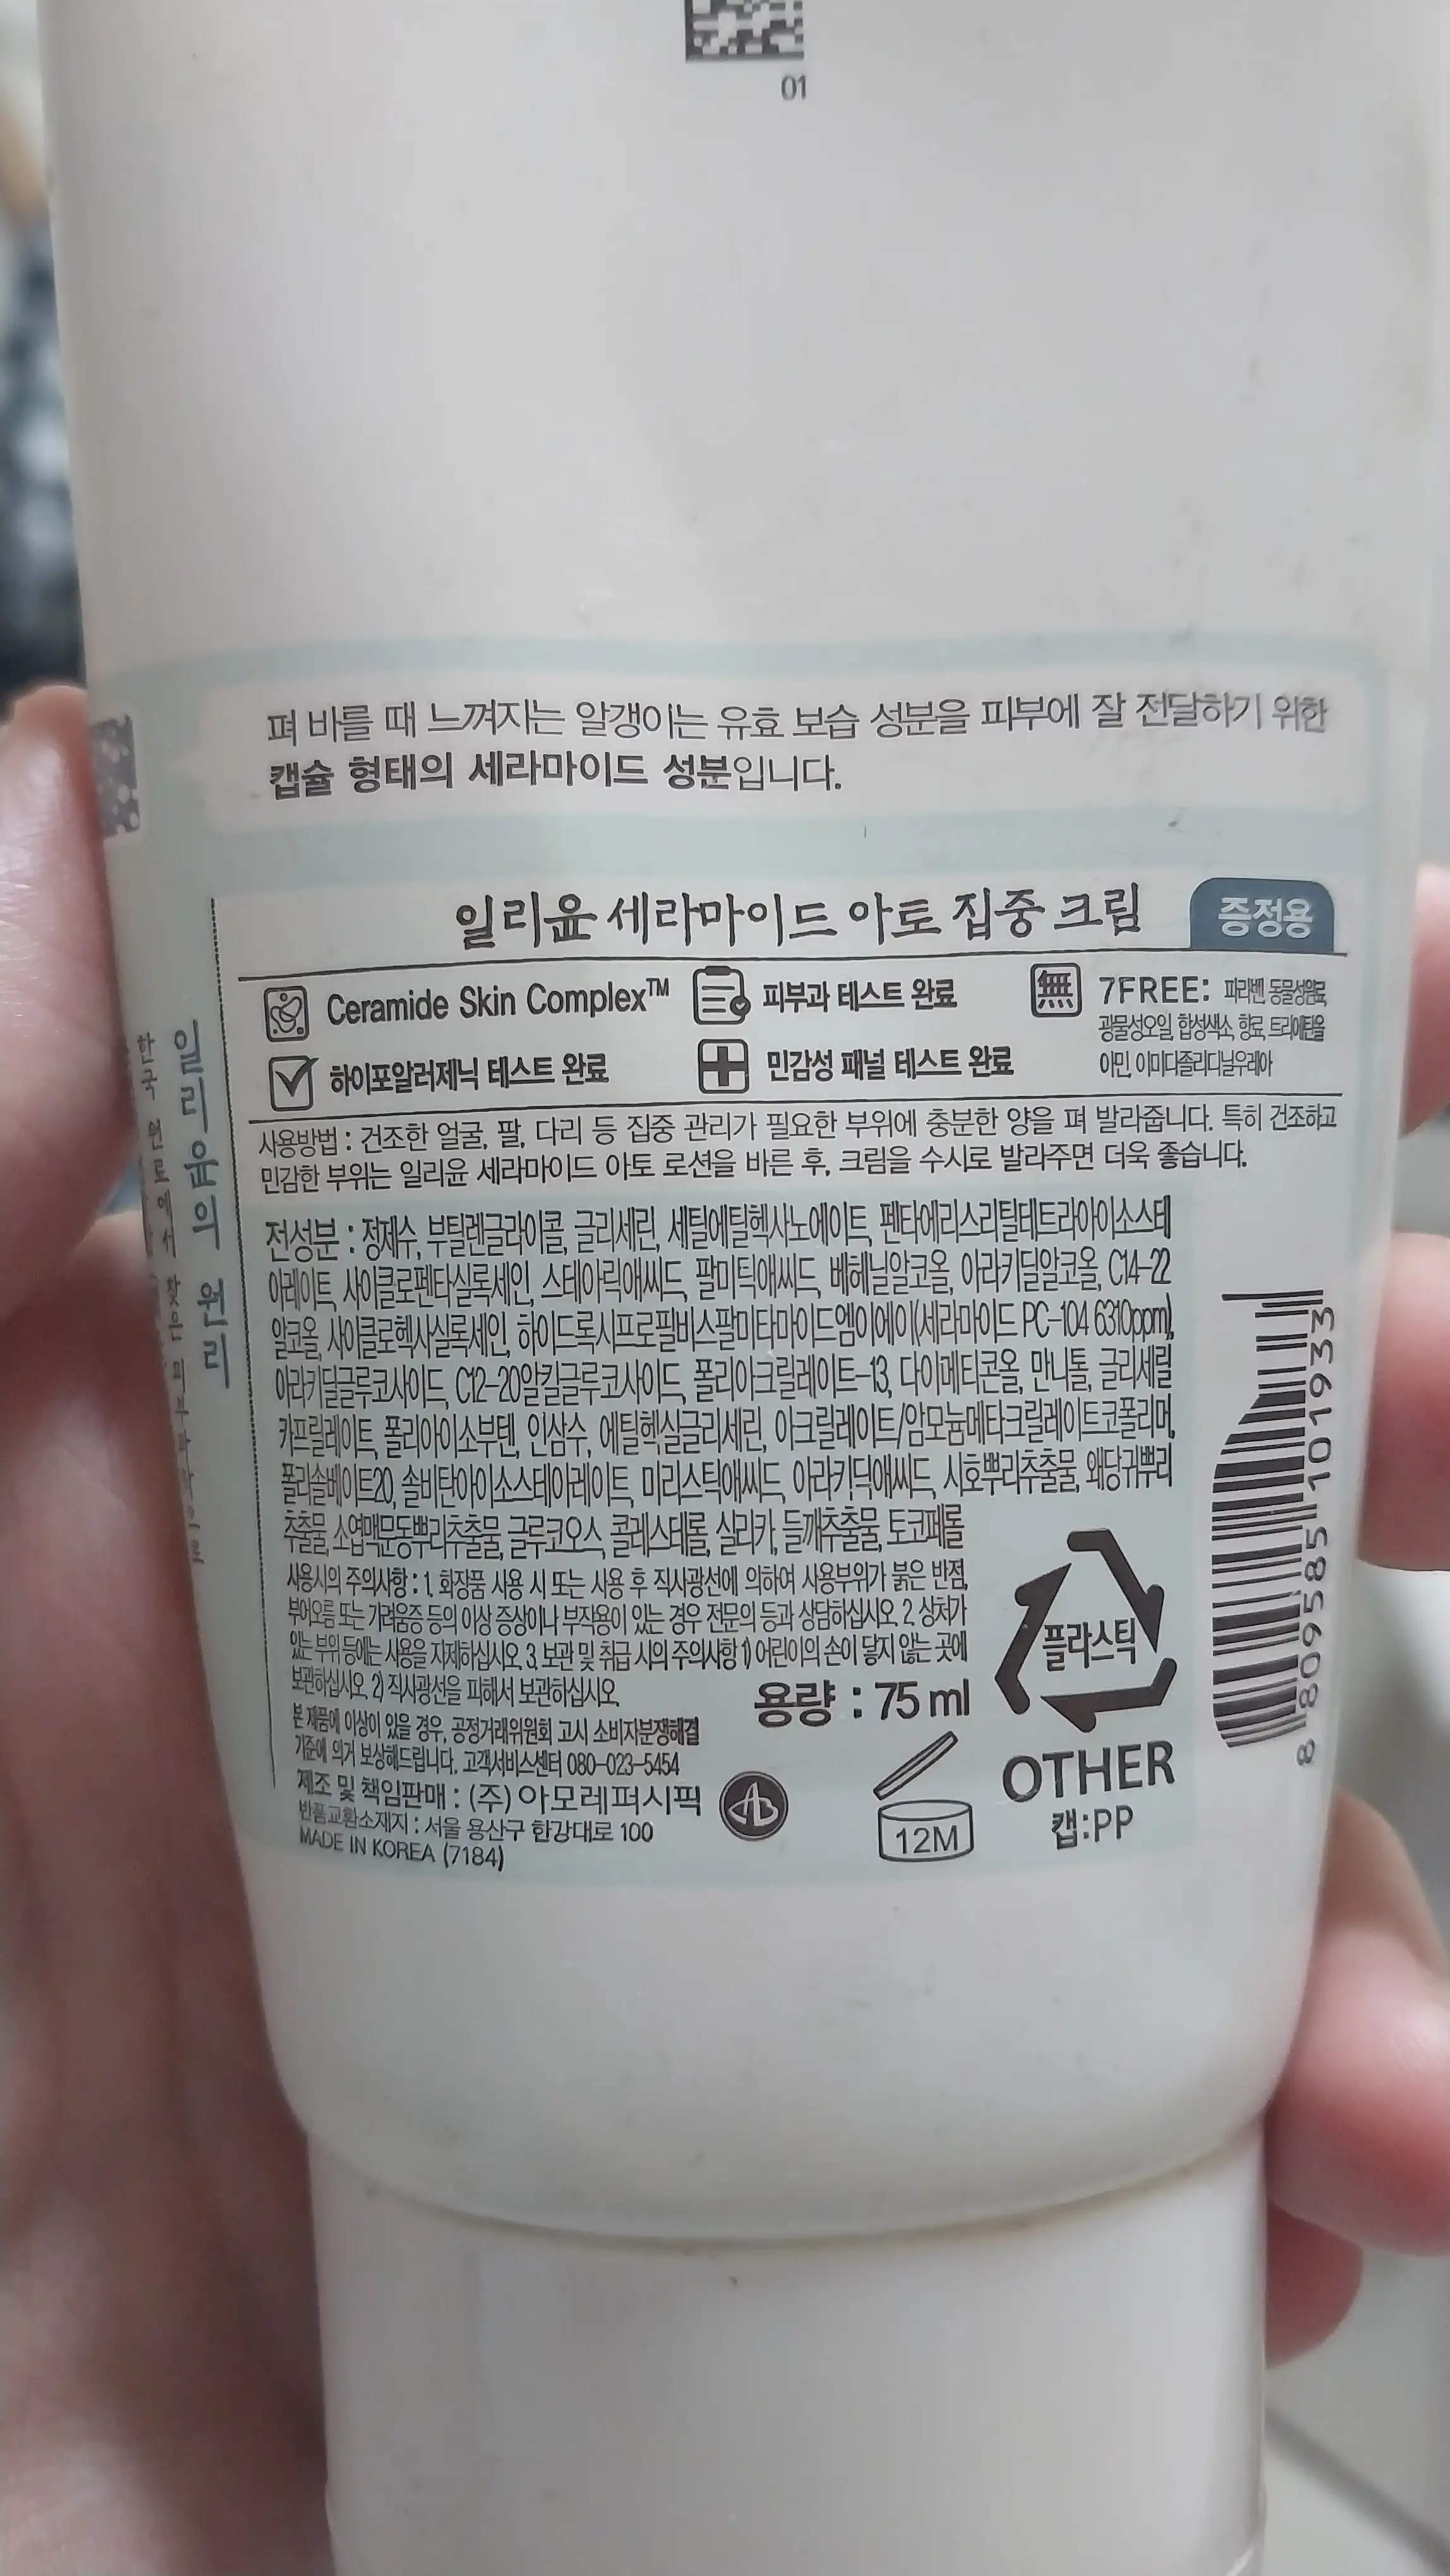 01
펴 바를 때 느껴지는 알갱이는 유효 보습 성분을 피부에 잘 전달하기 위한
캡슐 형태의 세라마이드 성분입니다.
일리윤 세라마이드 아토 집중 크림
증정용
Ceramide Skin Complex™
피부과 테스트 완료
無
7FREE: 파라벤, 동물성원료,
광물성오일, 합성색소, 향료, 트리에탄올
아민, 이미다졸리디닐우레아
하이포알러제닉 테스트 완료
민감성 패널 테스트 완료
사용방법 : 건조한 얼굴, 팔, 다리 등 집중 관리가 필요한 부위에 충분한 양을 펴 발라줍니다. 특히 건조하고
민감한 부위는 일리윤 세라마이드 아토 로션을 바른 후, 크림을 수시로 발라주면 더욱 좋습니다.
전성분 : 정제수, 부틸렌글라이콜, 글리세린, 세틸에틸헥사노에이트, 펜타에리스리틸테트라아이소스테
아레이트, 사이클로펜타실록세인, 스테아릭애씨드, 팔미틱애씨드, 베헤닐알코올, 아라키딜알코올, C14-22
알코올, 사이클로헥사실록세인, 하이드록시프로필비스팔미타마이드엠이에이(세라마이드 PC-104 6310ppm),
아라키딜글루코사이드, C12-20알킬글루코사이드, 폴리아크릴레이트-13, 다이메티콘올, 만니톨, 글리세릴
카프릴레이트, 폴리아이소부텐, 인삼수, 에틸헥실글리세린, 아크릴레이트/암모늄메타크릴레이트코폴리머,
폴리솔베이트20, 솔비탄아이소스테아레이트, 미리스틱애씨드, 아라키딕애씨드, 시호뿌리추출물, 왜당귀뿌리
추출물, 소엽맥문동뿌리추출물, 글루코오스, 콜레스테롤, 실리카, 들깨추출물, 토코페롤
사용시의 주의사항 : 1. 화장품 사용 시 또는 사용 후 직사광선에 의하여 사용부위가 붉은 반점,
부어오름 또는 가려움증 등의 이상 증상이나 부작용이 있는 경우 전문의 등과 상담하십시오. 2. 상처가
있는 부위 등에는 사용을 자제하십시오. 3. 보관 및 취급 시의 주의사항 1) 어린이의 손이 닿지 않는 곳에
보관하십시오. 2) 직사광선을 피해서 보관하십시오.
용량 : 75 ml
본 제품에 이상이 있을 경우, 공정거래위원회 고시 소비자분쟁해결
기준에 의거 보상해드립니다. 고객서비스센터 080-023-5454
제조 및 책임판매 : (주) 아모레퍼시픽
반품교환소재지 : 서울 용산구 한강대로 100
MADE IN KOREA (7184)
12M
플라스틱
OTHER
캡:PP
8 809585 101933
일리윤의 원리
한국 원료에서 찾은 피부